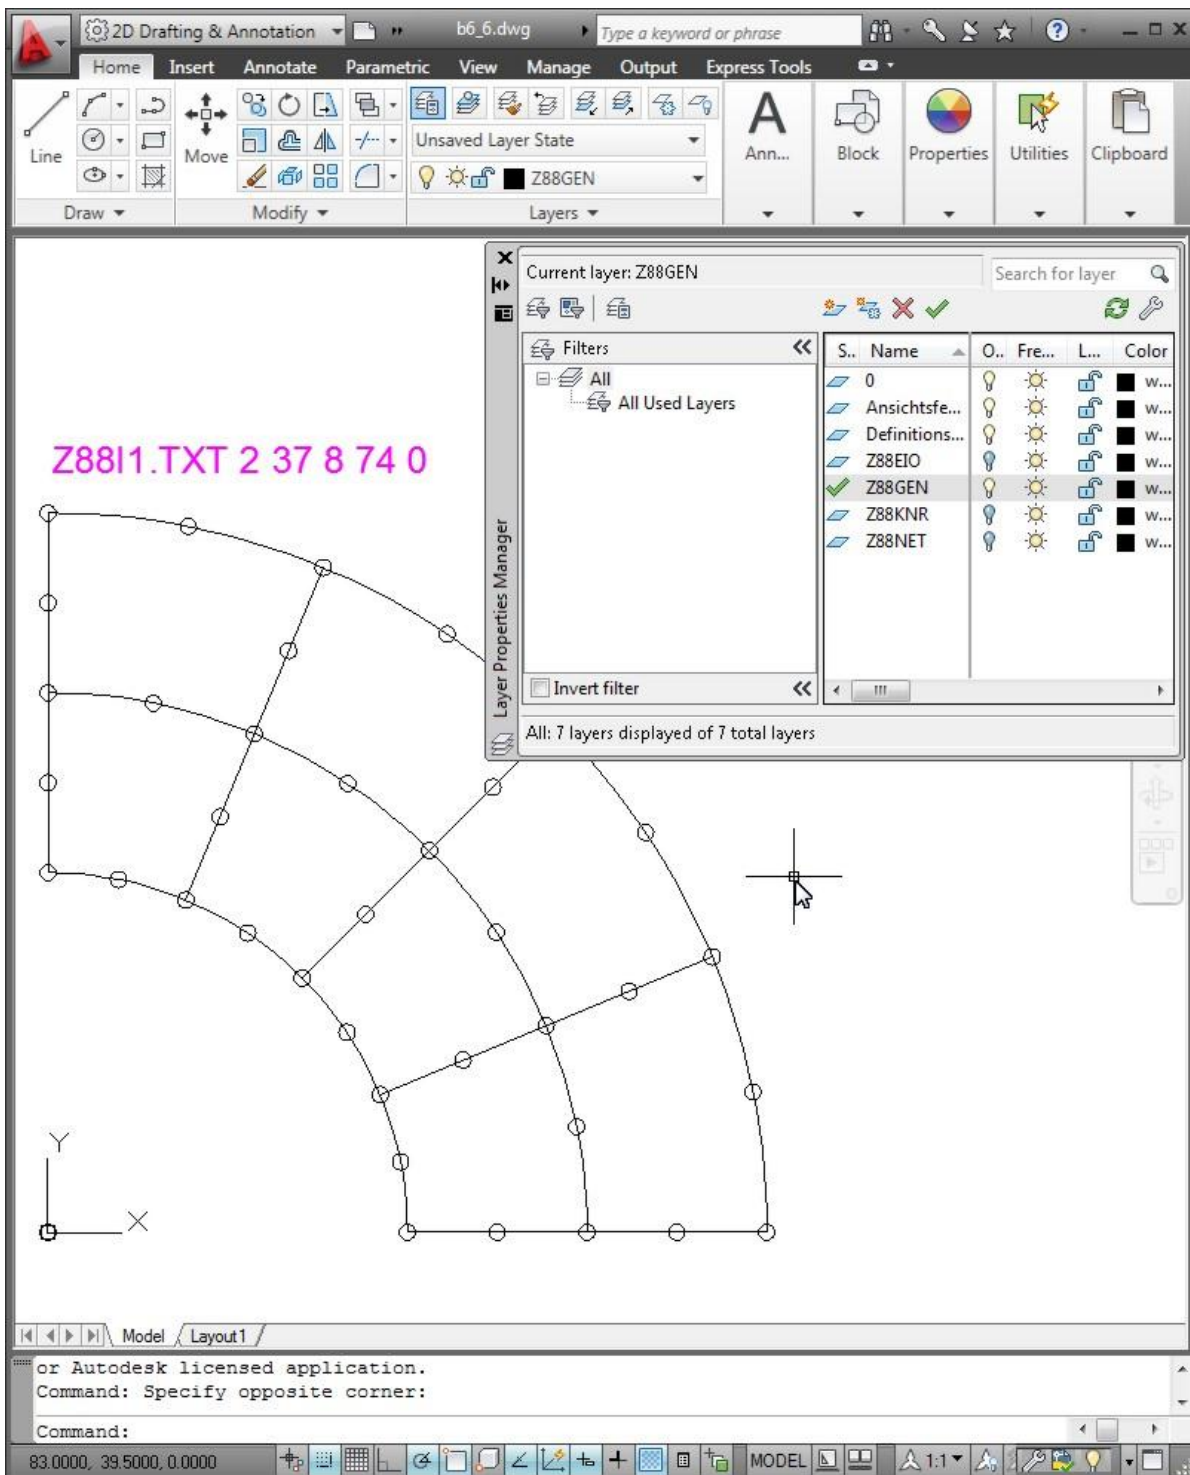 2D Drafting & Annotation b6_6.dwg Type a keyword or phrase
Home Insert Annotate Parametric View Manage Output Express Tools
Line Move Unsaved Layer State Ann... Block Properties Utilities Clipboard
Z88GEN
Draw Modify Layers
Current layer: Z88GEN Search for layer
Filters
All
All Used Layers
S.. Name O.. Fre... L... Color
0 w...
Ansichtsfe... w...
Definitions... w...
Z88EIO w...
Z88GEN w...
Z88KNR w...
Z88NET w...
Invert filter
All: 7 layers displayed of 7 total layers
Layer Properties Manager
Z88I1.TXT 2 37 8 74 0
Y
X
Model Layout1
or Autodesk licensed application.
Command: Specify opposite corner:
Command:
83.0000, 39.5000, 0.0000 MODEL 1:1